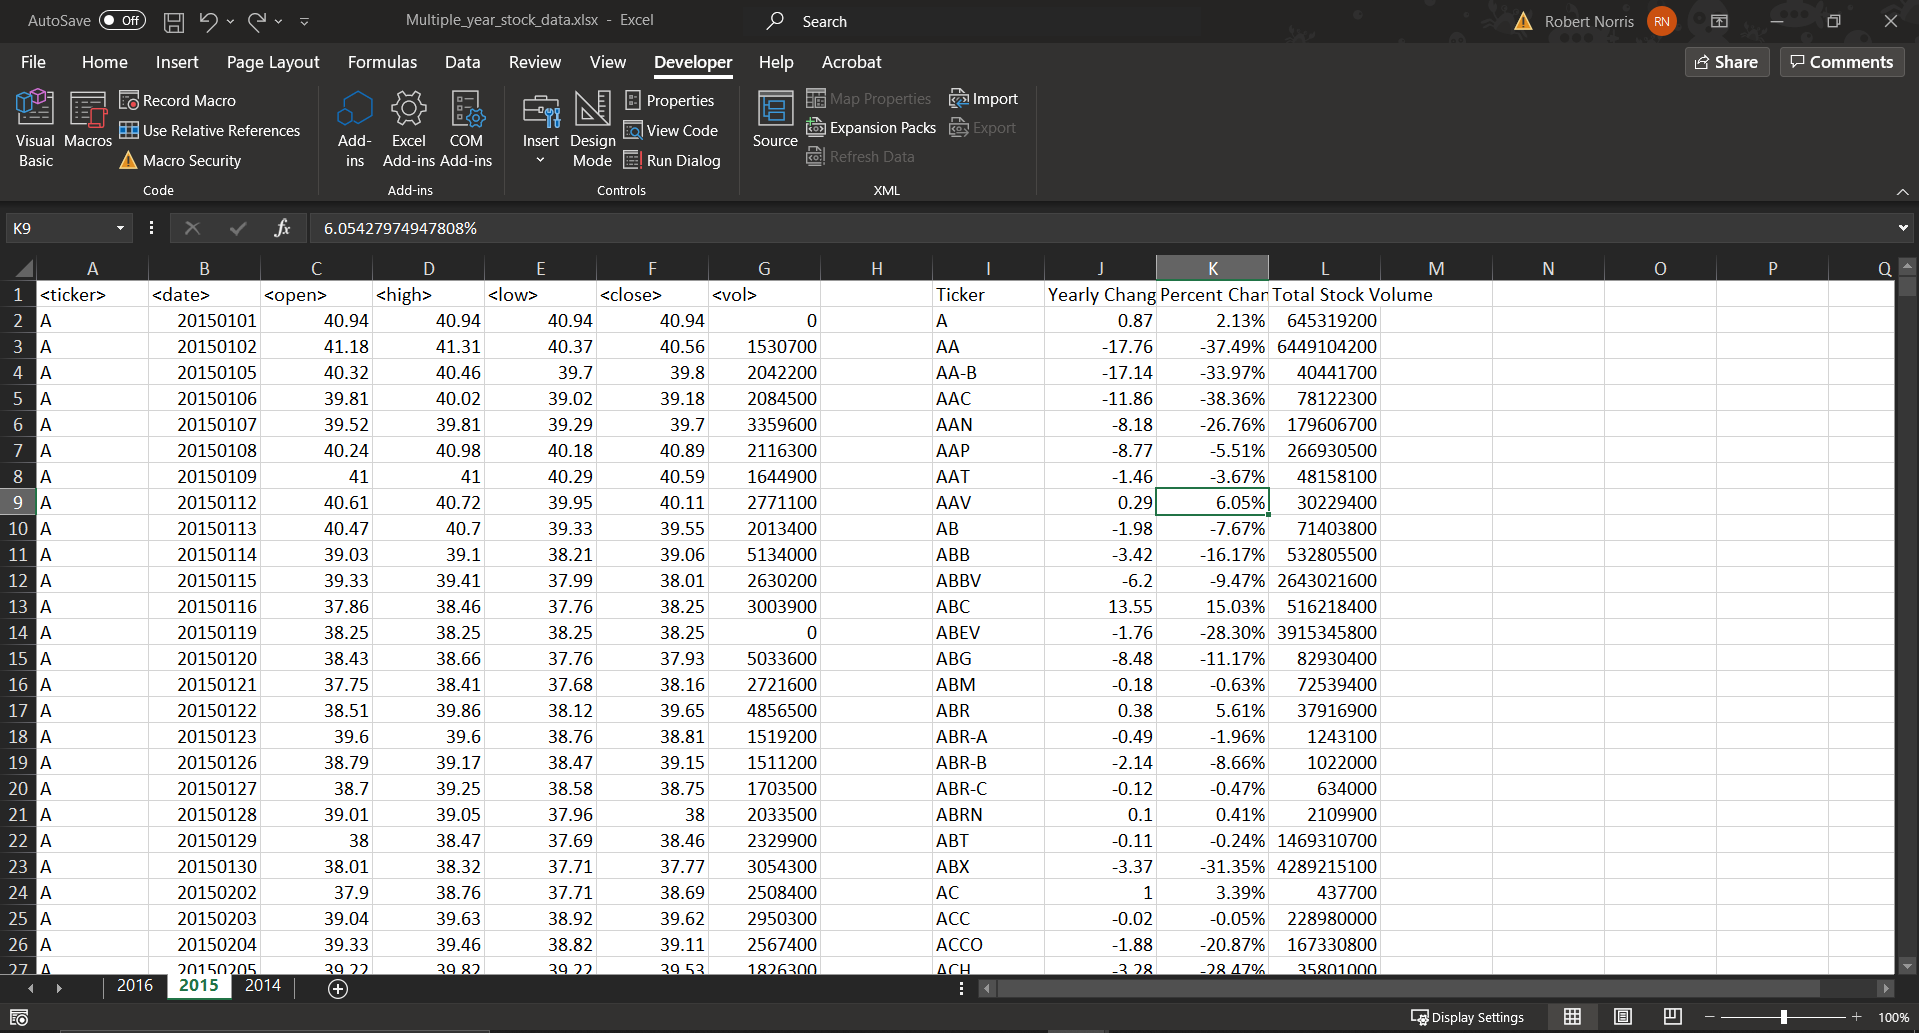 AutoSave Off Multiple_year_stock_data.xlsx - Excel Search Robert Norris RN
File Home Insert Page Layout Formulas Data Review View Developer Help Acrobat Share Comments
Visual Basic
Macros
Record Macro
Use Relative References
Macro Security
Code
Add-ins
Excel Add-ins
COM Add-ins
Add-ins
Insert
Design Mode
Properties
View Code
Run Dialog
Controls
Source
Map Properties
Expansion Packs
Refresh Data
Import
Export
XML
K9 fx 6.05427974947808%
A B C D E F G H I J K L M N O P Q
1 <ticker> <date> <open> <high> <low> <close> <vol> Ticker Yearly Chang Percent Char Total Stock Volume
2 A 20150101 40.94 40.94 40.94 40.94 0 A 0.87 2.13% 645319200
3 A 20150102 41.18 41.31 40.37 40.56 1530700 AA -17.76 -37.49% 6449104200
4 A 20150105 40.32 40.46 39.7 39.8 2042200 AA-B -17.14 -33.97% 40441700
5 A 20150106 39.81 40.02 39.02 39.18 2084500 AAC -11.86 -38.36% 78122300
6 A 20150107 39.52 39.81 39.29 39.7 3359600 AAN -8.18 -26.76% 179606700
7 A 20150108 40.24 40.98 40.18 40.89 2116300 AAP -8.77 -5.51% 266930500
8 A 20150109 41 41 40.29 40.59 1644900 AAT -1.46 -3.67% 48158100
9 A 20150112 40.61 40.72 39.95 40.11 2771100 AAV 0.29 6.05% 30229400
10 A 20150113 40.47 40.7 39.33 39.55 2013400 AB -1.98 -7.67% 71403800
11 A 20150114 39.03 39.1 38.21 39.06 5134000 ABB -3.42 -16.17% 532805500
12 A 20150115 39.33 39.41 37.99 38.01 2630200 ABBV -6.2 -9.47% 2643021600
13 A 20150116 37.86 38.46 37.76 38.25 3003900 ABC 13.55 15.03% 516218400
14 A 20150119 38.25 38.25 38.25 38.25 0 ABEV -1.76 -28.30% 3915345800
15 A 20150120 38.43 38.66 37.76 37.93 5033600 ABG -8.48 -11.17% 82930400
16 A 20150121 37.75 38.41 37.68 38.16 2721600 ABM -0.18 -0.63% 72539400
17 A 20150122 38.51 39.86 38.12 39.65 4856500 ABR 0.38 5.61% 37916900
18 A 20150123 39.6 39.6 38.76 38.81 1519200 ABR-A -0.49 -1.96% 1243100
19 A 20150126 38.79 39.17 38.47 39.15 1511200 ABR-B -2.14 -8.66% 1022000
20 A 20150127 38.7 39.25 38.58 38.75 1703500 ABR-C -0.12 -0.47% 634000
21 A 20150128 39.01 39.05 37.96 38 2033500 ABRN 0.1 0.41% 2109900
22 A 20150129 38 38.47 37.69 38.46 2329900 ABT -0.11 -0.24% 1469310700
23 A 20150130 38.01 38.32 37.71 37.77 3054300 ABX -3.37 -31.35% 4289215100
24 A 20150202 37.9 38.76 37.71 38.69 2508400 AC 1 3.39% 437700
25 A 20150203 39.04 39.63 38.92 39.62 2950300 ACC -0.02 -0.05% 228980000
26 A 20150204 39.33 39.46 38.82 39.11 2567400 ACCO -1.88 -20.87% 167330800
27 A 20150205 39.22 39.82 39.22 39.53 1826300 ACH -3.28 -28.47% 35801000
2016 2015 2014
Display Settings 100%